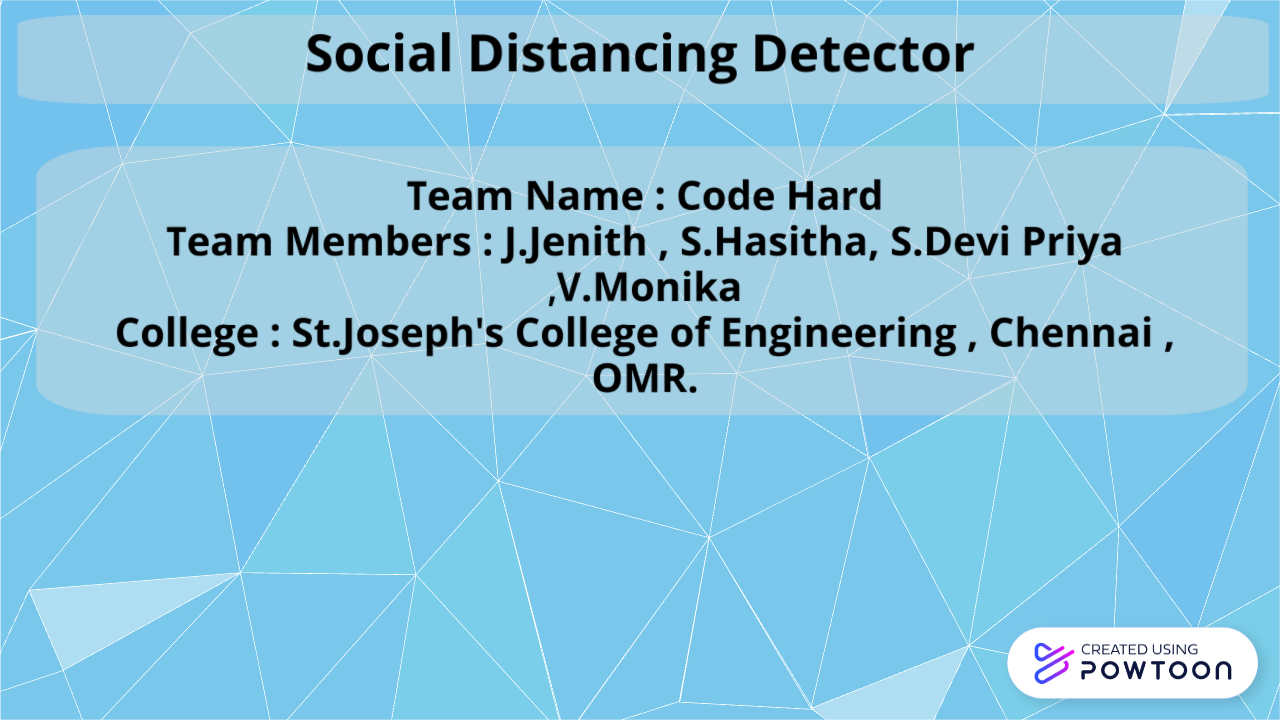 Social Distancing Detector
Team Name : Code Hard
Team Members : J.Jenith , S.Hasitha, S.Devi Priya
,V.Monika
College : St.Joseph's College of Engineering , Chennai ,
OMR.
CREATED USING
POWTOON